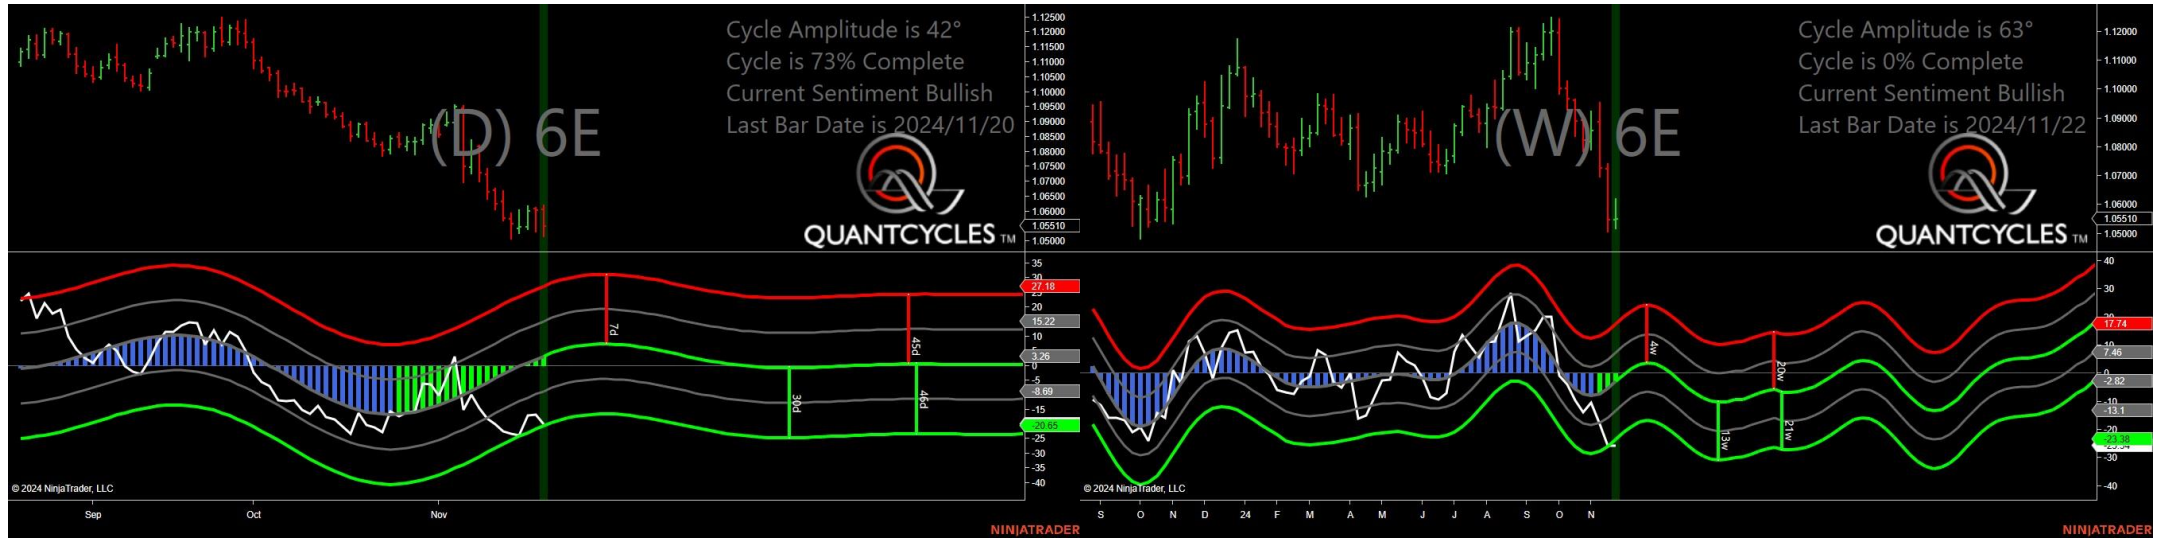 Cycle Amplitude is 42°
Cycle is 73% Complete
Current Sentiment Bullish
Last Bar Date is 2024/11/20
(D) 6E
QUANTCYCLES TM
1.12500
1.12000
1.11500
1.11000
1.10500
1.10000
1.09500
1.09000
1.08500
1.08000
1.07500
1.07000
1.06500
1.06000
1.05510
1.05000
35
30
27.18
25
20
15.22
10
5
3.26
0
-5
-8.69
-15
-20.65
-25
-30
-35
-40
7d
30d
45d
46d
© 2024 NinjaTrader, LLC
Sep Oct Nov
NINJATRADER
Cycle Amplitude is 63°
Cycle is 0% Complete
Current Sentiment Bullish
Last Bar Date is 2024/11/22
(W) 6E
QUANTCYCLES TM
1.12000
1.11000
1.10000
1.09000
1.08000
1.07000
1.06000
1.05510
1.05000
40
30
17.74
10
7.46
0
-2.82
-10
-13.1
-20
-23.38
-30
-40
4w
13w
20w
21w
© 2024 NinjaTrader, LLC
S O N D 24 F M A M J J A S O N
NINJATRADER